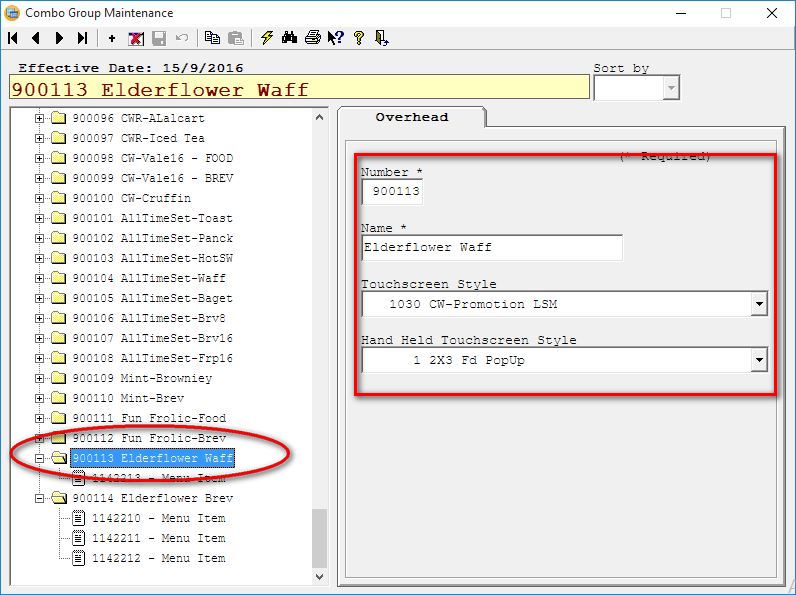 Combo Group Maintenance
Effective Date: 15/9/2016
Sort by
900113 Elderflower Waff
900096 CWR-ALalcart
900097 CWR-Iced Tea
900098 CW-Vale16 - FOOD
900099 CW-Vale16 - BREV
900100 CW-Cruffin
900101 AllTimeSet-Toast
900102 AllTimeSet-Panck
900103 AllTimeSet-HotSW
900104 AllTimeSet-Waff
900105 AllTimeSet-Baget
900106 AllTimeSet-Brv8
900107 AllTimeSet-Brv16
900108 AllTimeSet-Frp16
900109 Mint-Browniey
900110 Mint-Brev
900111 Fun Frolic-Food
900112 Fun Frolic-Brev
900113 Elderflower Waff
1142213 - Menu Item
900114 Elderflower Brev
1142210 - Menu Item
1142211 - Menu Item
1142212 - Menu Item
Overhead
(* Required)
Number *
900113
Name *
Elderflower Waff
Touchscreen Style
1030 CW-Promotion LSM
Hand Held Touchscreen Style
1 2X3 Fd PopUp